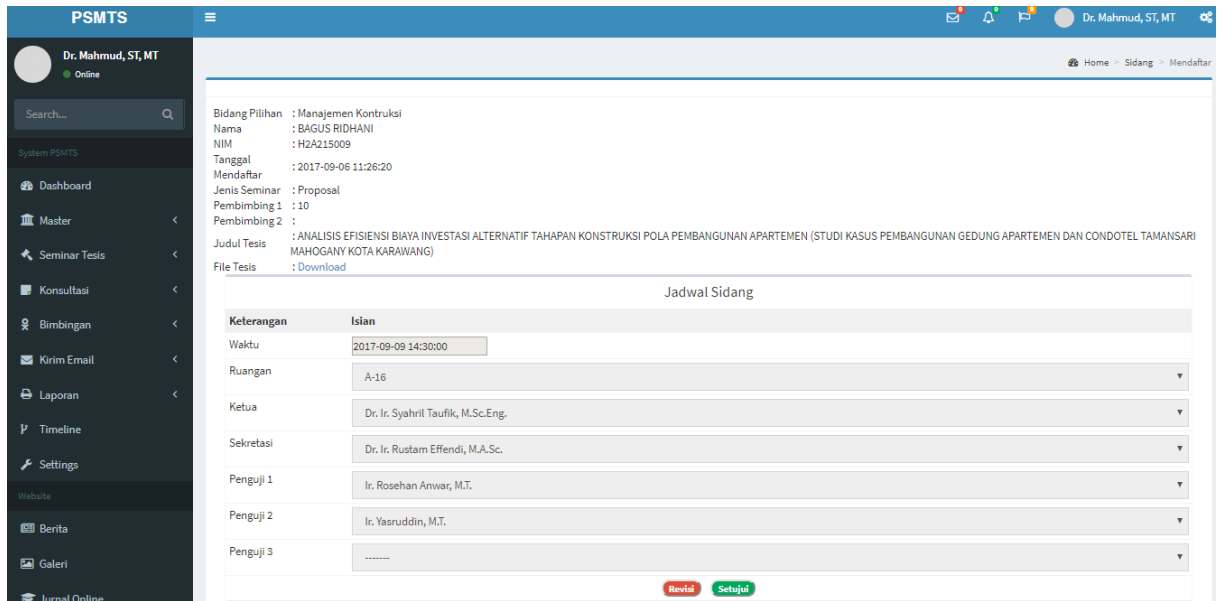 PSMTS
0 0 0 Dr. Mahmud, ST, MT
Dr. Mahmud, ST, MT
Online
Home > Sidang > Mendaftar
Search...
System PSMTS
Dashboard
Master
Seminar Tesis
Konsultasi
Bimbingan
Kirim Email
Laporan
Timeline
Settings
Website
Berita
Galeri
Jurnal Online
Bidang Pilihan : Manajemen Kontruksi
Nama : BAGUS RIDHANI
NIM : H2A215009
Tanggal
Mendaftar : 2017-09-06 11:26:20
Jenis Seminar : Proposal
Pembimbing 1 : 10
Pembimbing 2 :
Judul Tesis : ANALISIS EFISIENSI BIAYA INVESTASI ALTERNATIF TAHAPAN KONSTRUKSI POLA PEMBANGUNAN APARTEMEN (STUDI KASUS PEMBANGUNAN GEDUNG APARTEMEN DAN CONDOTEL TAMANSARI
MAHOGANY KOTA KARAWANG)
File Tesis : Download
Jadwal Sidang
Keterangan Isian
Waktu 2017-09-09 14:30:00
Ruangan A-16
Ketua Dr. Ir. Syahril Taufik, M.Sc.Eng.
Sekretasi Dr. Ir. Rustam Effendi, M.A.Sc.
Penguji 1 Ir. Rosehan Anwar, M.T.
Penguji 2 Ir. Yasruddin, M.T.
Penguji 3 -------
Revisi Setujui